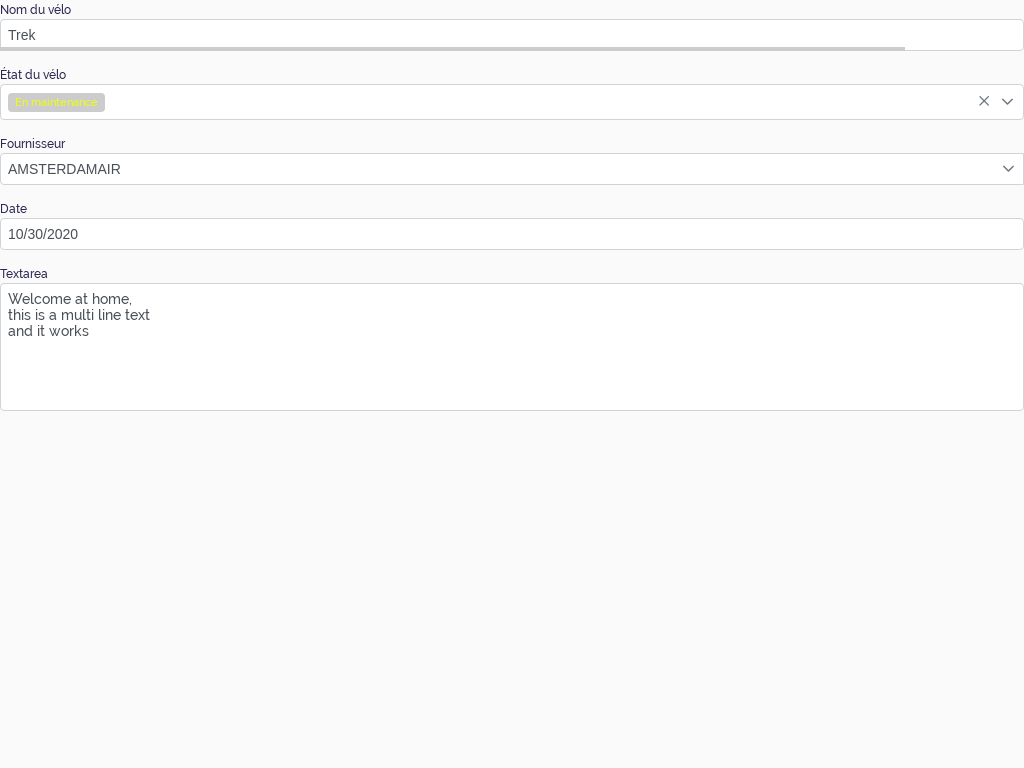 Nom du vélo
Trek
État du vélo
En maintenance
Fournisseur
AMSTERDAMAIR
Date
10/30/2020
Textarea
Welcome at home,
this is a multi line text
and it works